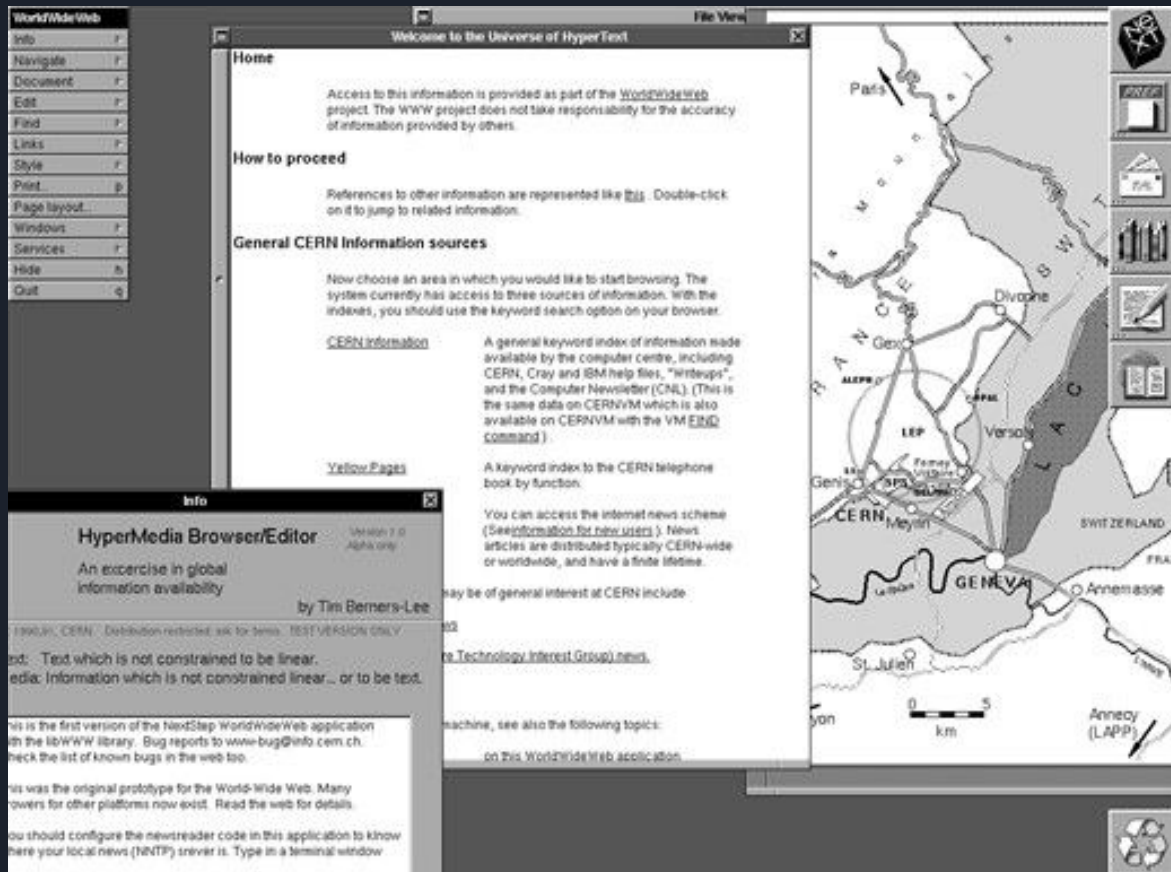 WorldWideWeb
Info
Navigate
Document
Edit
Find
Links
Style
Print... p
Page layout...
Windows
Services
Hide h
Quit q
File View
Welcome to the Universe of HyperText
Home
Access to this information is provided as part of the WorldWideWeb
project. The WWW project does not take responsibility for the accuracy
of information provided by others.
How to proceed
References to other information are represented like this . Double-click
on it to jump to related information.
General CERN Information sources
Now choose an area in which you would like to start browsing. The
system currently has access to three sources of information. With the
indexes, you should use the keyword search option on your browser.
CERN Information
A general keyword index of information made
available by the computer centre, including
CERN, Cray and IBM help files, "Writeups",
and the Computer Newsletter (CNL). (This is
the same data on CERNVM which is also
available on CERNVM with the VM FIND
command ).
Yellow Pages
A keyword index to the CERN telephone
book by function.
You can access the internet news scheme
(Seeinformation for new users ). News
articles are distributed typically CERN-wide
or worldwide, and have a finite lifetime.
may be of general interest at CERN include
Technology Interest Group) news.
machine, see also the following topics:
on this WorldWideWeb application
Info
HyperMedia Browser/Editor
Version 1.0
Alpha only
An excercise in global
information availability
by Tim Berners-Lee
CERN. Distribution restricted: ask for terms. TEST VERSION ONLY
Text which is not constrained to be linear.
Information which is not constrained linear... or to be text.
is the first version of the NextStep WorldWideWeb application
the libWWW library. Bug reports to www-bug@info.cern.ch.
the list of known bugs in the web too.
was the original prototype for the World-Wide Web. Many
for other platforms now exist. Read the web for details.
should configure the newsreader code in this application to klnow
your local news (NNTP) srever is. Type in a terminal window
Paris
FRANCE
SWIT
Divonne
Gex
ALEPH
OPAL
LEP
Versoix
LAC
Ferney
Voltaire
SPS
Genis
CERN
Meyrin
SWITZERLAND
FRA
GENEVA
Annemasse
St. Julien
yon
0 5
km
Annecy
(LAPP)